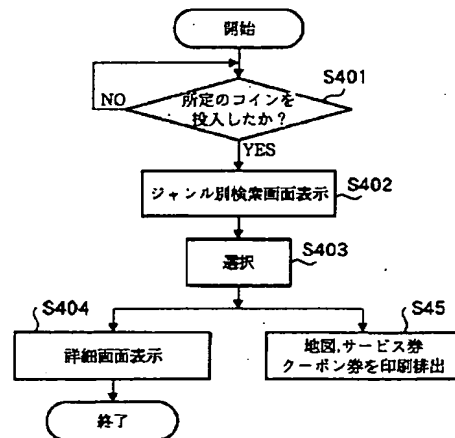 開始
S401
所定のコインを
投入したか？
NO
YES
S402
ジャンル別検索画面表示
S403
選択
S404
詳細画面表示
S45
地図,サービス券
クーポン券を印刷排出
終了